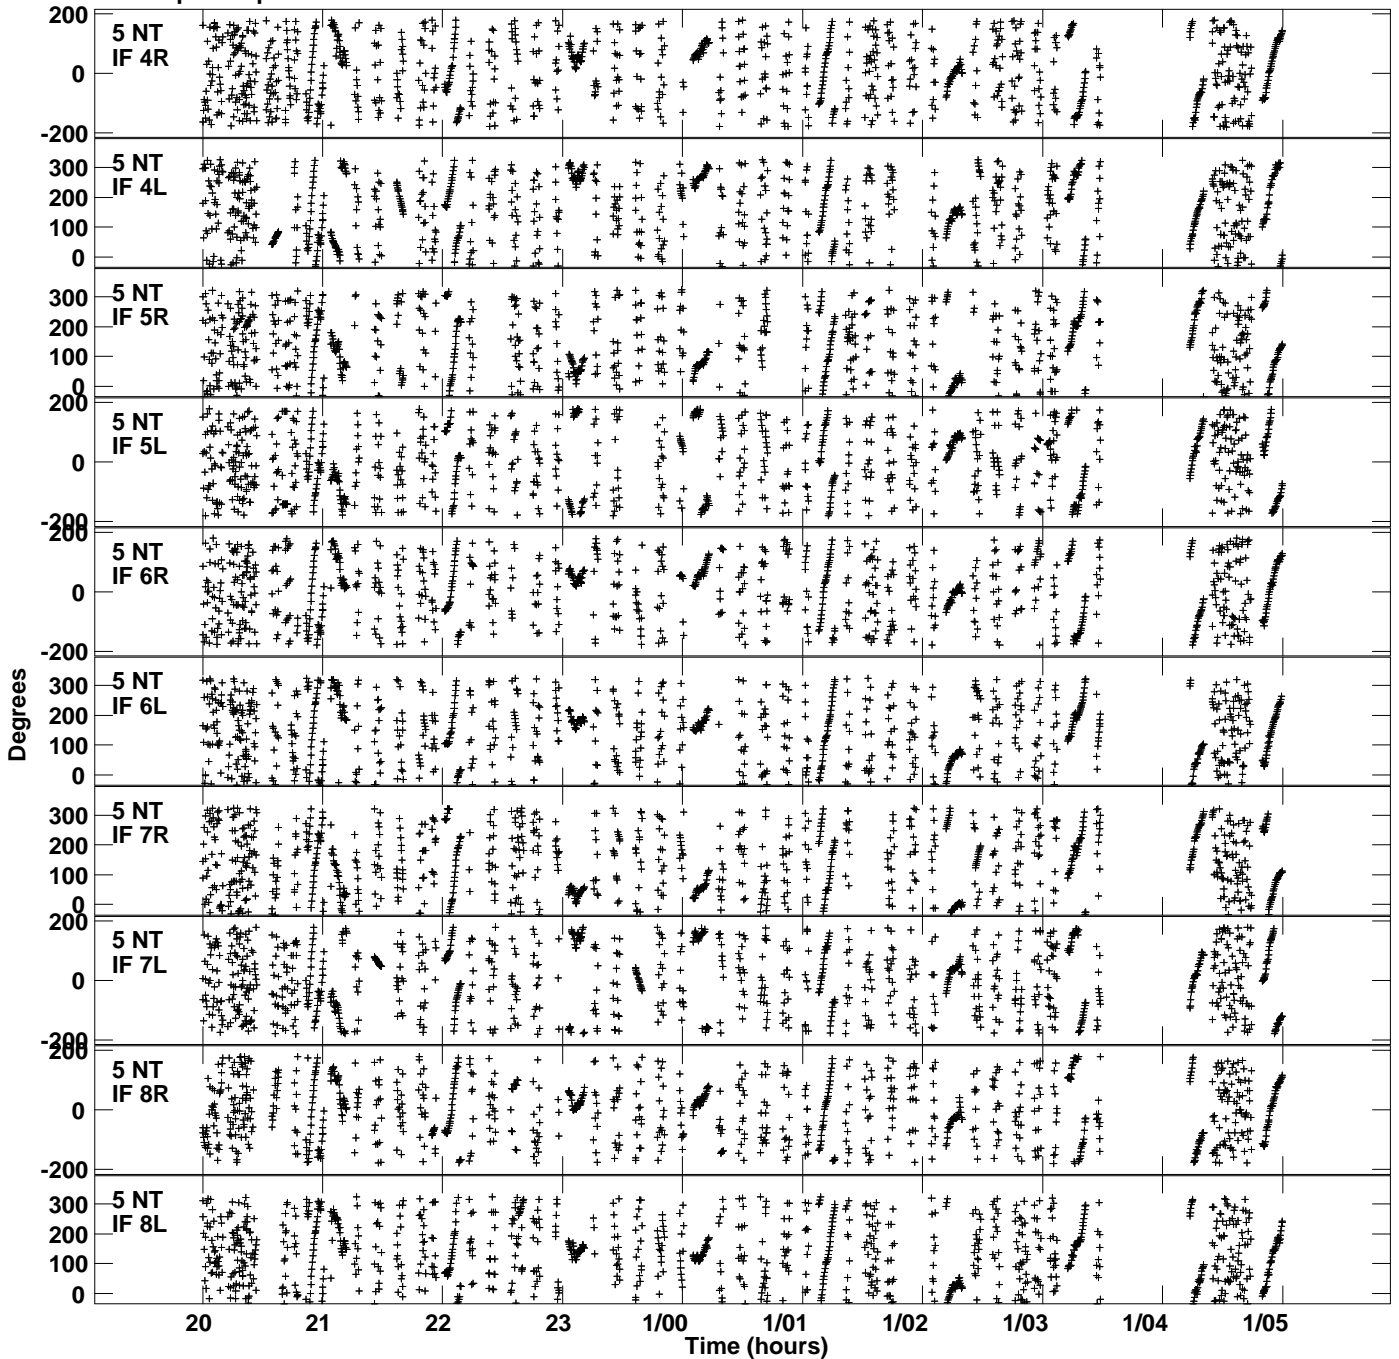 200
5 NT
IF 4R
0
-200
300
5 NT
IF 4L
200
100
0
300
5 NT
IF 5R
200
100
0
200
5 NT
IF 5L
0
-200
200
5 NT
IF 6R
0
-200
300
5 NT
IF 6L
200
100
0
300
5 NT
IF 7R
200
100
0
200
5 NT
IF 7L
0
-200
200
5 NT
IF 8R
0
-200
300
5 NT
IF 8L
200
100
0
Degrees
20 21 22 23 1/00 1/01 1/02 1/03 1/04 1/05
Time (hours)